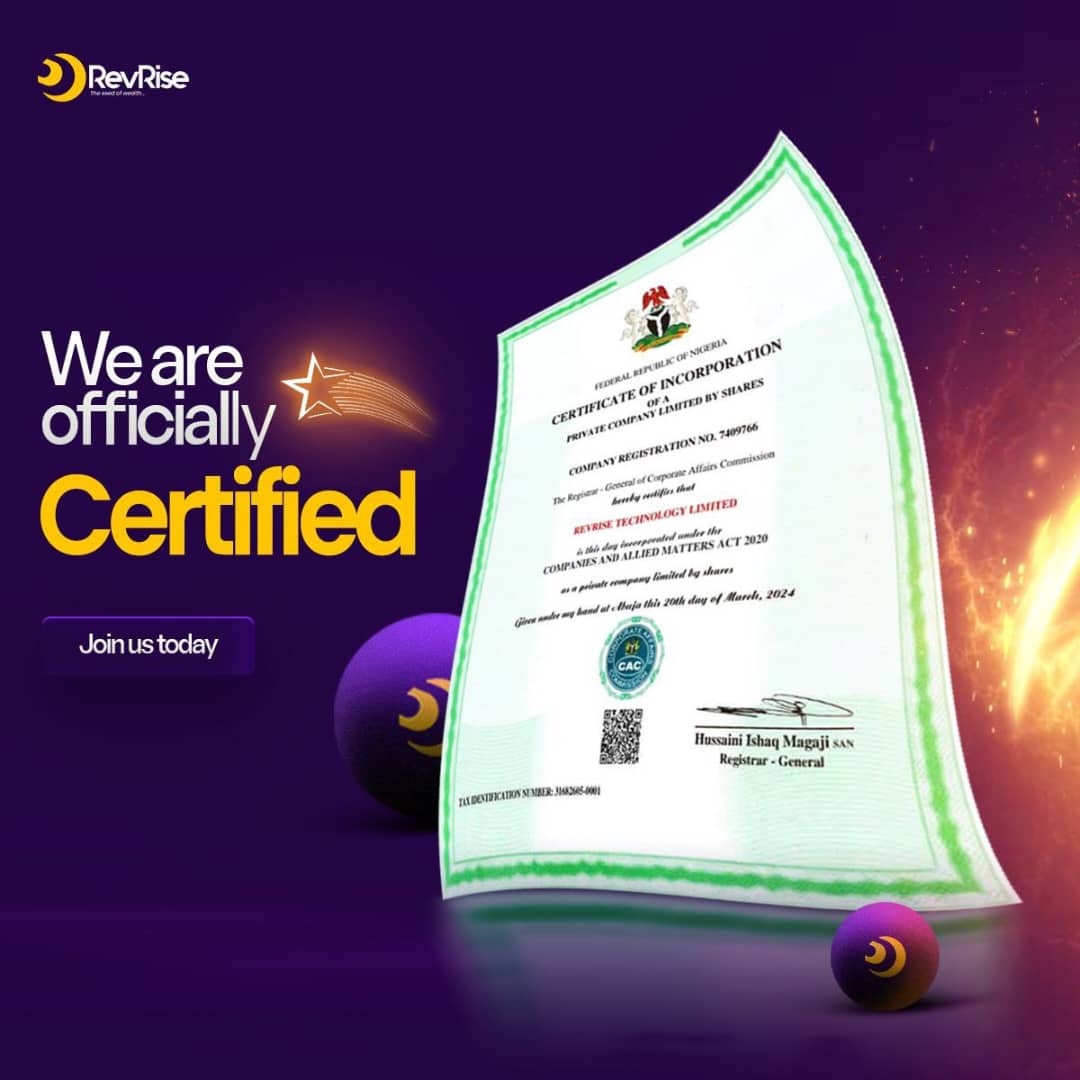 RevRise
The seed of wealth...
We are
officially
Certified
Join us today
FEDERAL REPUBLIC OF NIGERIA
CERTIFICATE OF INCORPORATION
OF A
PRIVATE COMPANY LIMITED BY SHARES
COMPANY REGISTRATION NO. 7409766
The Registrar - General of Corporate Affairs Commission
hereby certifies that
REVRISE TECHNOLOGY LIMITED
is this day incorporated under the
COMPANIES AND ALLIED MATTERS ACT 2020
as a private company limited by shares
Given under my hand at Abuja this 20th day of March, 2024
CORPORATE AFFAIRS
CAC
COMMISSION
Hussaini Ishaq Magaji SAN
Registrar - General
TAX IDENTIFICATION NUMBER: 31682605-0001